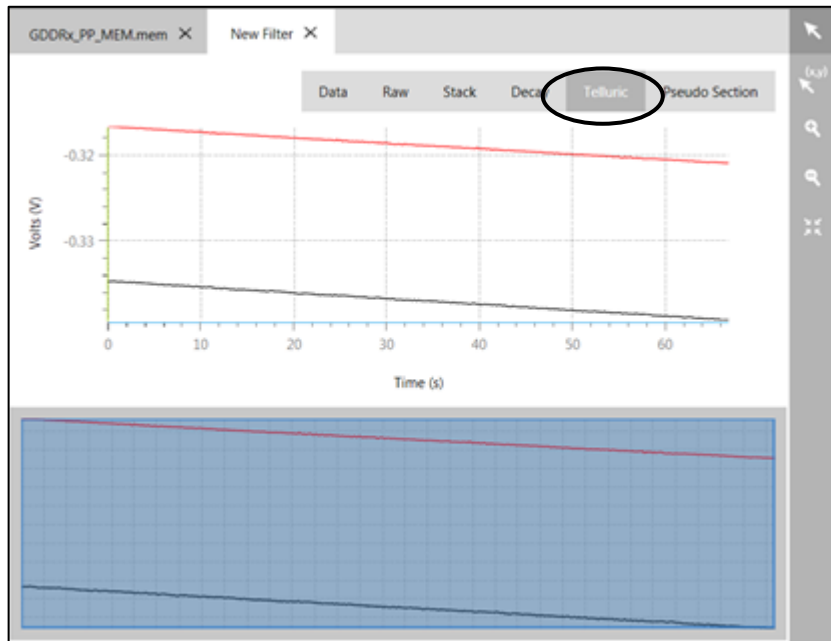 GDDRx_PP_MEM.mem X New Filter X
(x,y)
Data Raw Stack Decay Telluric Pseudo Section
-0.32
-0.33
Volts (V)
0 10 20 30 40 50 60
Time (s)